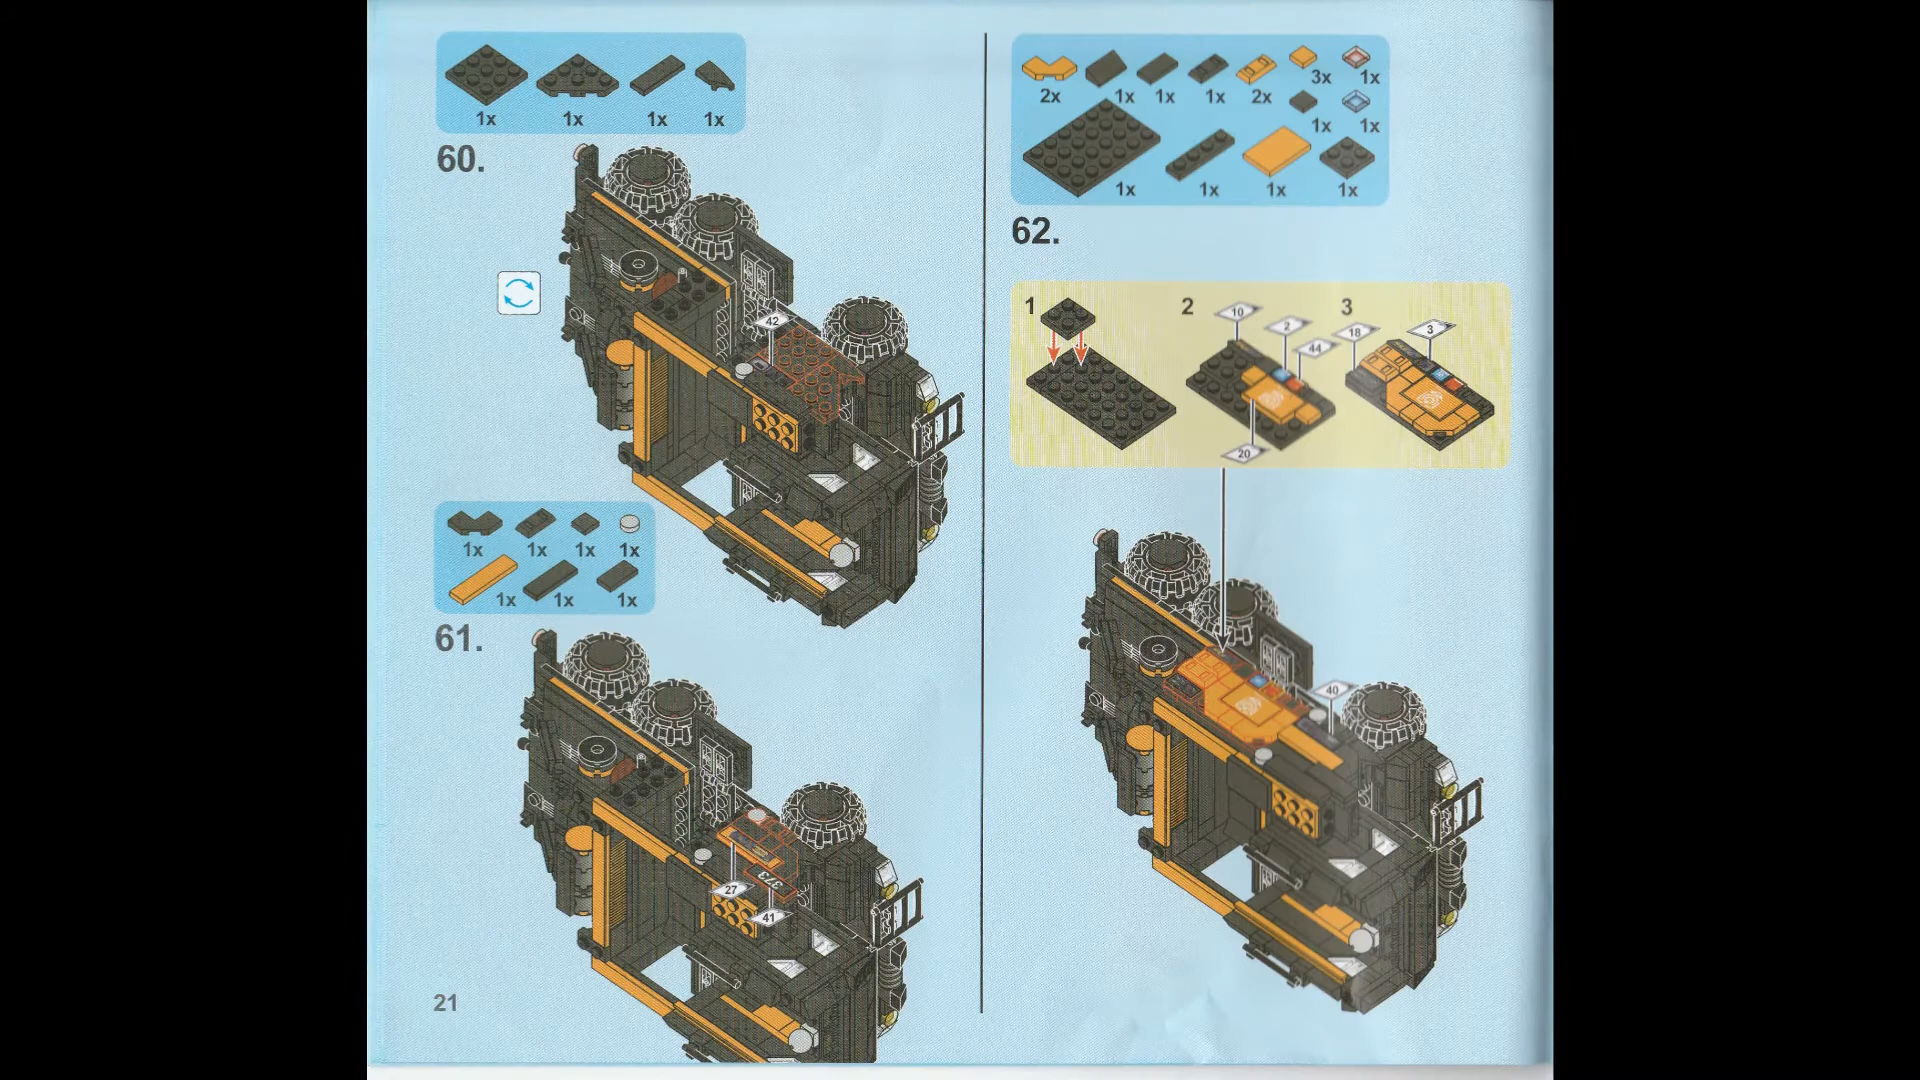 1x 1x 1x 1x
60.
42
1x 1x 1x 1x
1x 1x 1x
61.
373
27
41
21
2x 1x 1x 1x 2x 3x 1x
1x 1x
1x 1x 1x 1x
62.
1 2 3
10 2 44 20
18 3
40